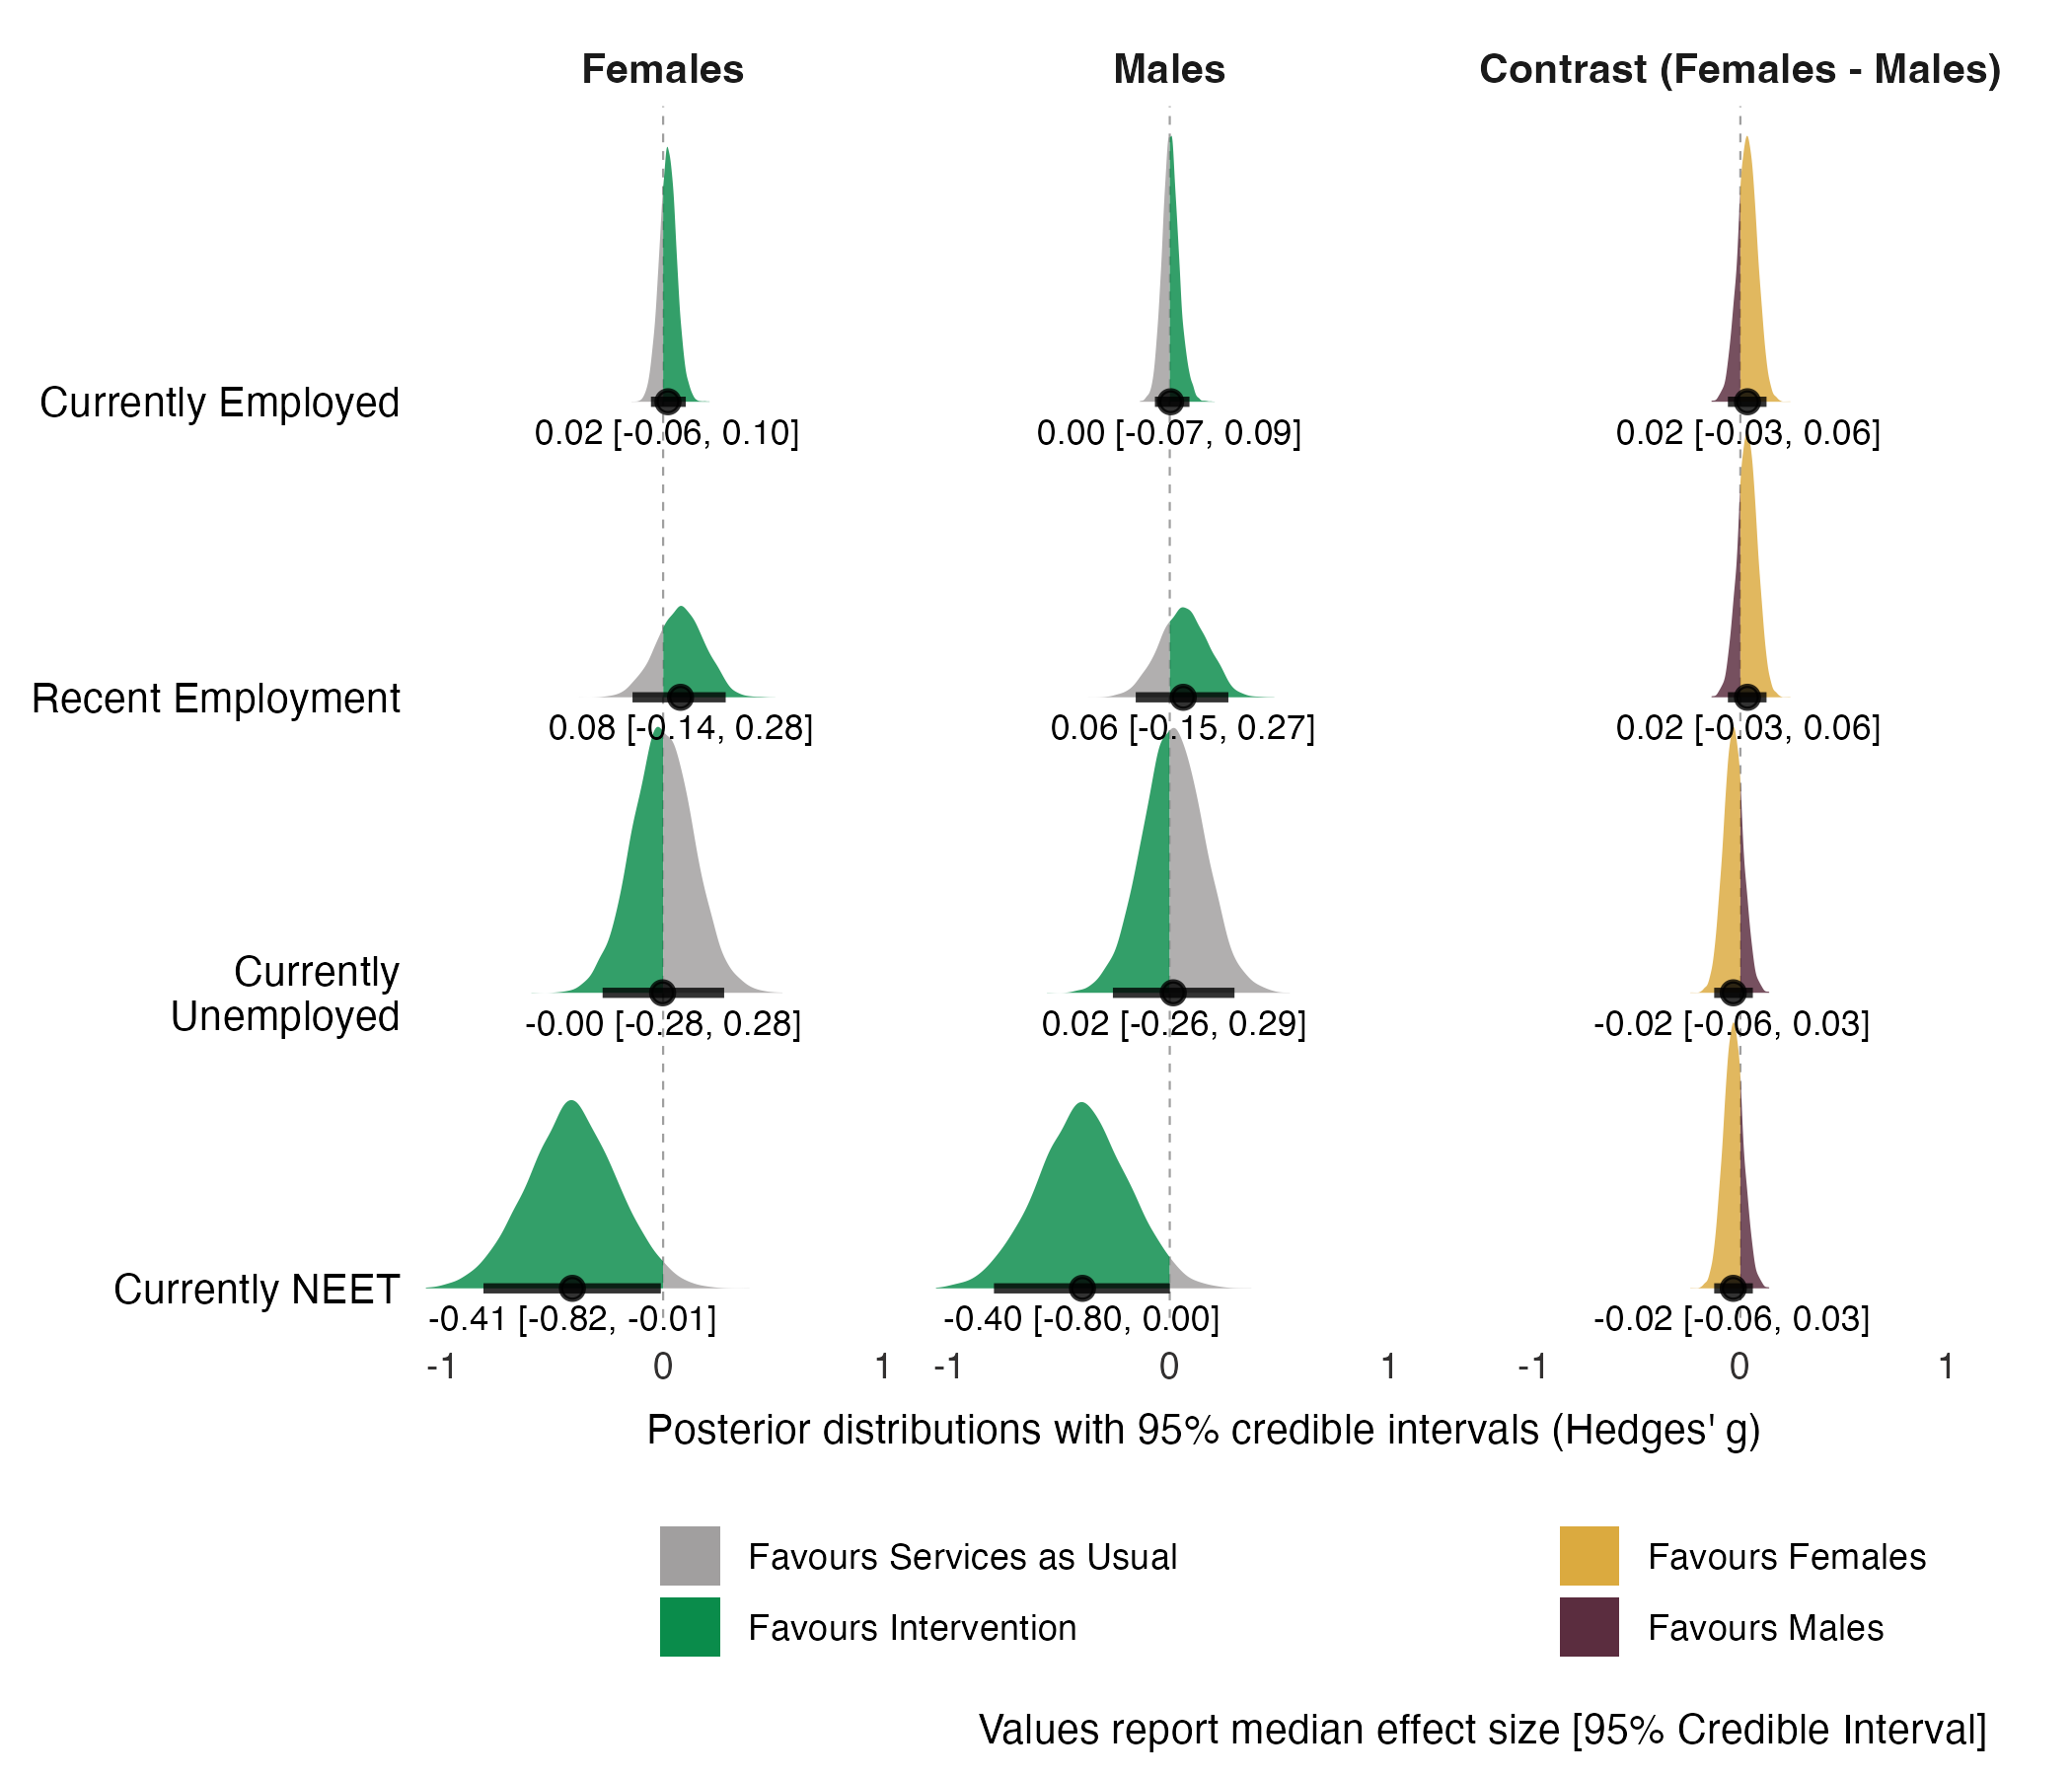 Females Males Contrast (Females - Males)
Currently Employed
0.02 [-0.06, 0.10] 0.00 [-0.07, 0.09] 0.02 [-0.03, 0.06]
Recent Employment
0.08 [-0.14, 0.28] 0.06 [-0.15, 0.27] 0.02 [-0.03, 0.06]
Currently
Unemployed
-0.00 [-0.28, 0.28] 0.02 [-0.26, 0.29] -0.02 [-0.06, 0.03]
Currently NEET
-0.41 [-0.82, -0.01] -0.40 [-0.80, 0.00] -0.02 [-0.06, 0.03]
-1 0 1 -1 0 1 -1 0 1
Posterior distributions with 95% credible intervals (Hedges' g)
Favours Services as Usual Favours Females
Favours Intervention Favours Males
Values report median effect size [95% Credible Interval]